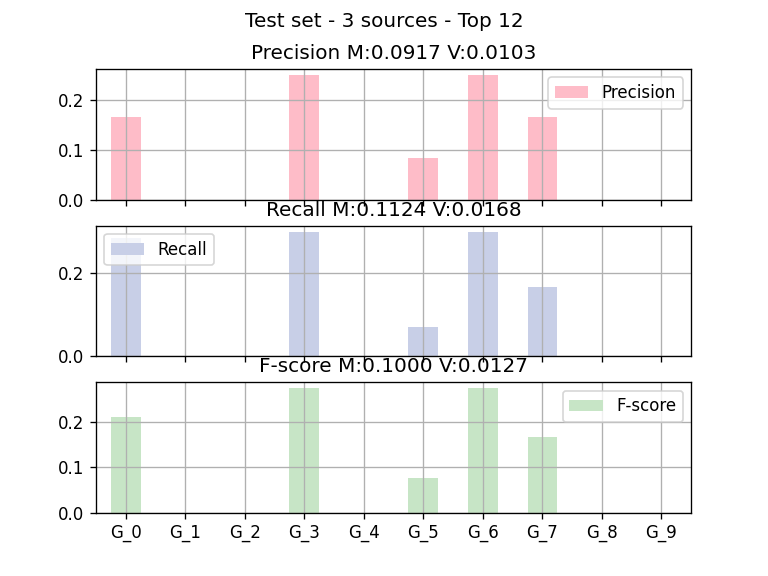 Test set - 3 sources - Top 12
Precision M:0.0917 V:0.0103
0.2
0.1
0.0
Precision
Recall M:0.1124 V:0.0168
0.2
0.0
Recall
F-score M:0.1000 V:0.0127
0.2
0.1
0.0
F-score
G_0 G_1 G_2 G_3 G_4 G_5 G_6 G_7 G_8 G_9